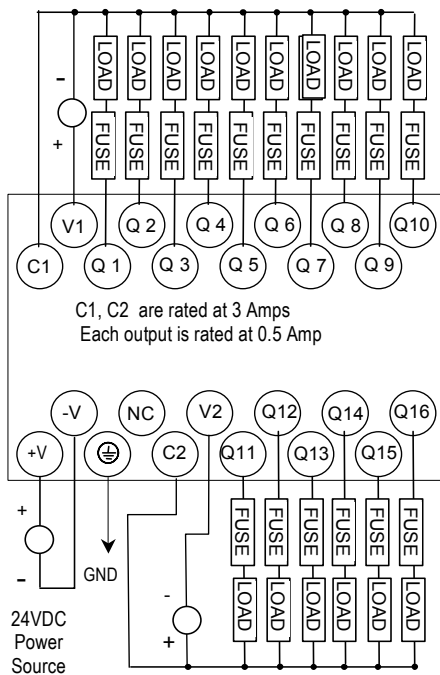 LOAD LOAD LOAD LOAD LOAD LOAD LOAD LOAD LOAD LOAD
-
+
FUSE FUSE FUSE FUSE FUSE FUSE FUSE FUSE FUSE FUSE
V1 Q 2 Q 4 Q 6 Q 8 Q10
C1 Q 1 Q 3 Q 5 Q 7 Q 9
C1, C2 are rated at 3 Amps
Each output is rated at 0.5 Amp
-V NC V2 Q12 Q14 Q16
+V C2 Q11 Q13 Q15
+
-
FUSE FUSE FUSE FUSE FUSE FUSE
GND
-
+
LOAD LOAD LOAD LOAD LOAD LOAD
24VDC
Power
Source